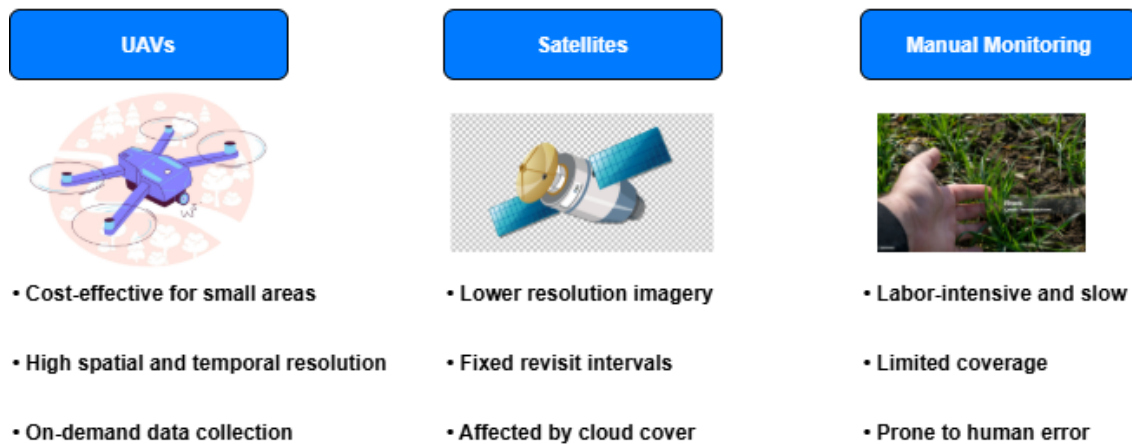 UAVs
Satellites
Manual Monitoring
• Cost-effective for small areas
• High spatial and temporal resolution
• On-demand data collection
• Lower resolution imagery
• Fixed revisit intervals
• Affected by cloud cover
• Labor-intensive and slow
• Limited coverage
• Prone to human error